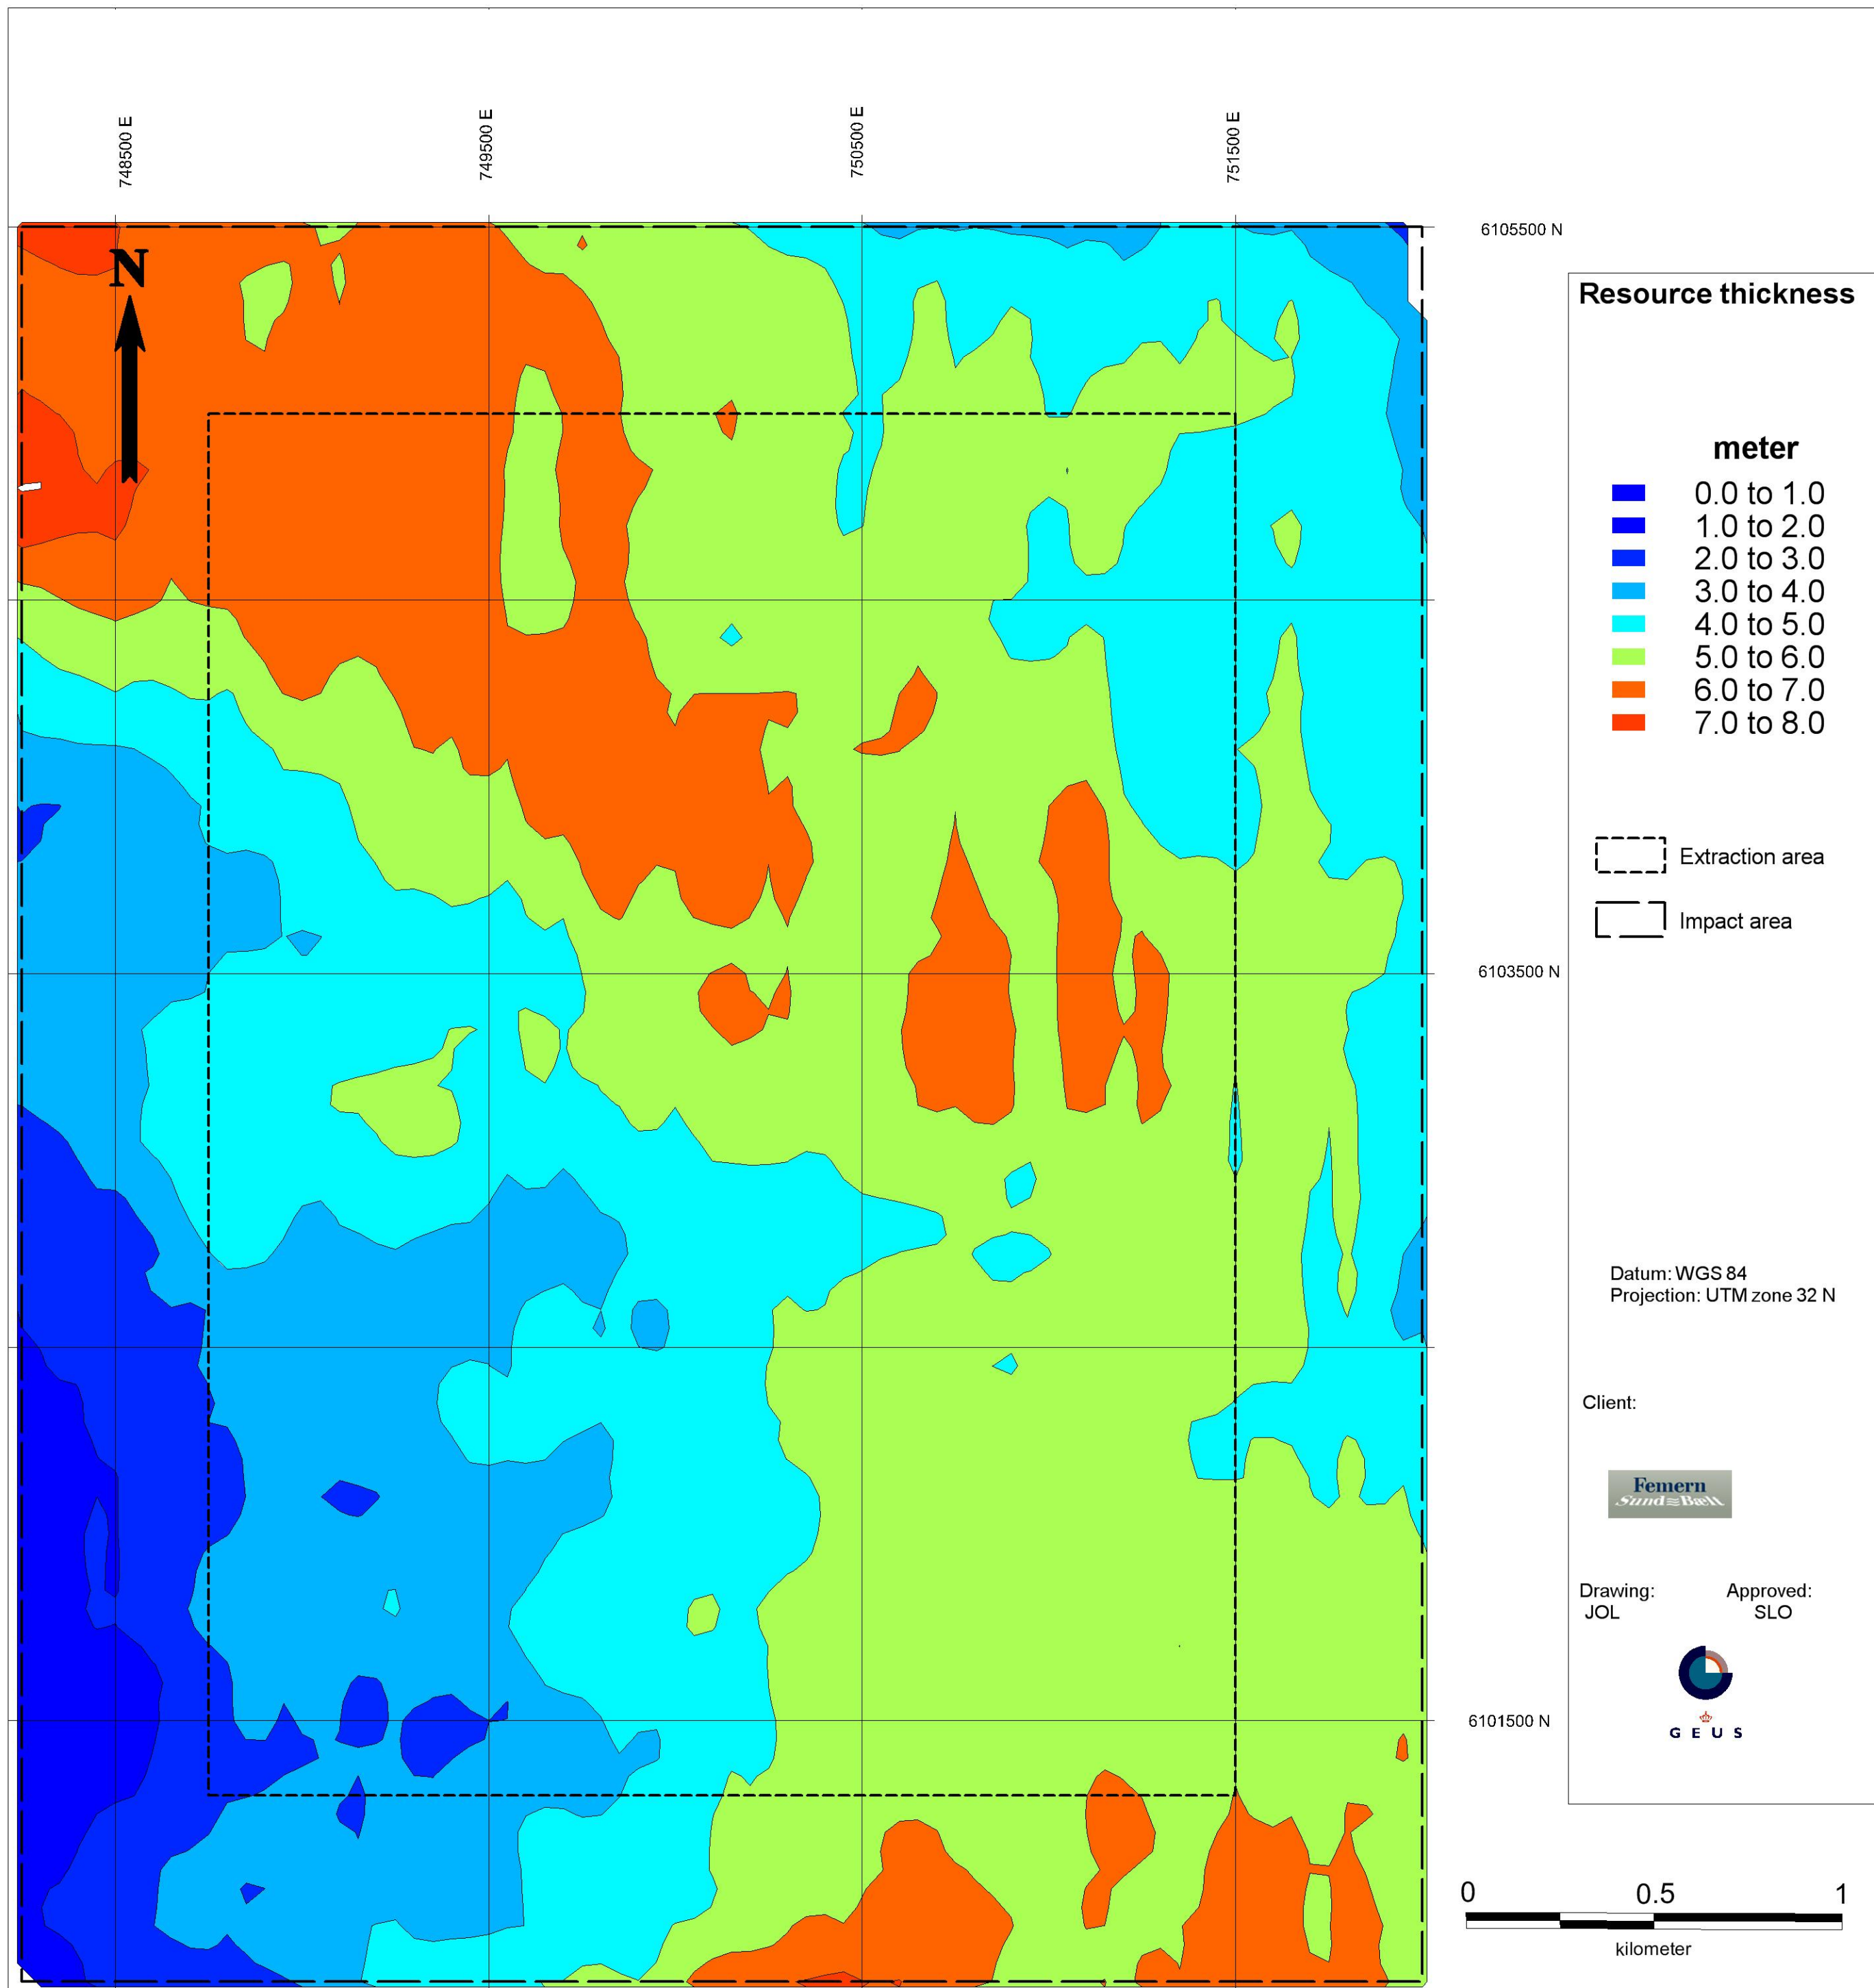 748500 E
749500 E
750500 E
751500 E
6105500 N
N
Resource thickness
meter
0.0 to 1.0
1.0 to 2.0
2.0 to 3.0
3.0 to 4.0
4.0 to 5.0
5.0 to 6.0
6.0 to 7.0
7.0 to 8.0
Extraction area
Impact area
6103500 N
Datum: WGS 84
Projection: UTM zone 32 N
Client:
Femern
Sund≋Bælt
Drawing: Approved:
JOL SLO
GEUS
6101500 N
0 0.5 1
kilometer